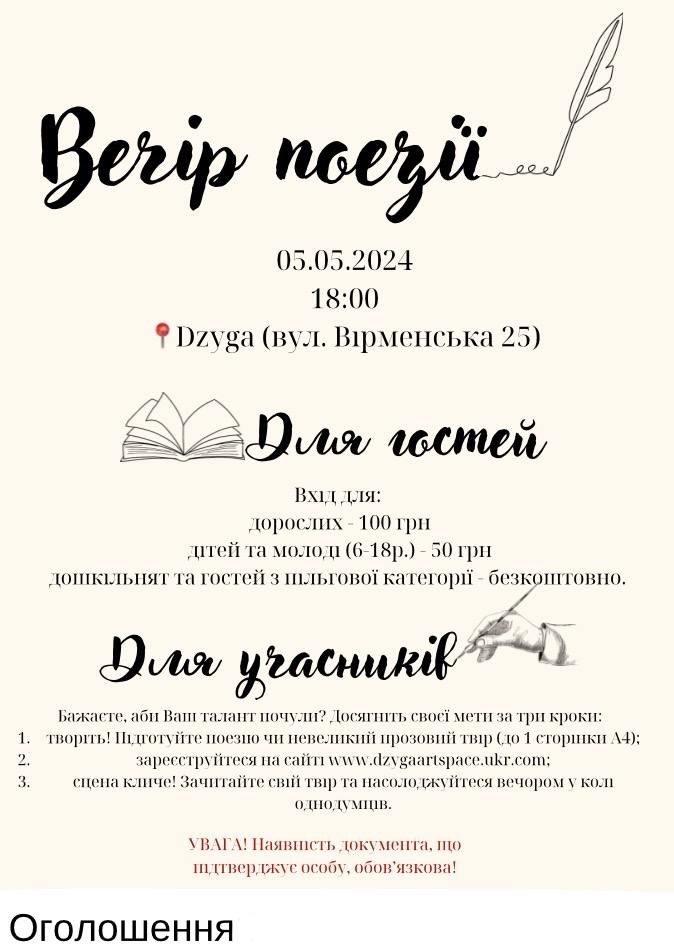 Вечір поезії
05.05.2024
18:00
📍Dzyga (вул. Вірменська 25)
Для гостей
Вхід для:
дорослих - 100 грн
дітей та молоді (6-18р.) - 50 грн
дошкільнят та гостей з пільгової категорії - безкоштовно.
Для учасників
Бажаєте, аби Ваш талант почули? Досягніть своєї мети за три кроки:
1. творіть! Підготуйте поезію чи невеликий прозовий твір (до 1 сторінки А4);
2. зареєструйтеся на сайті www.dzygaartspace.ukr.com;
3. сцена кличе! Зачитайте свій твір та насолоджуйтеся вечором у колі
однодумців.
УВАГА! Наявність документа, що
підтверджує особу, обов'язкова!
Оголошення